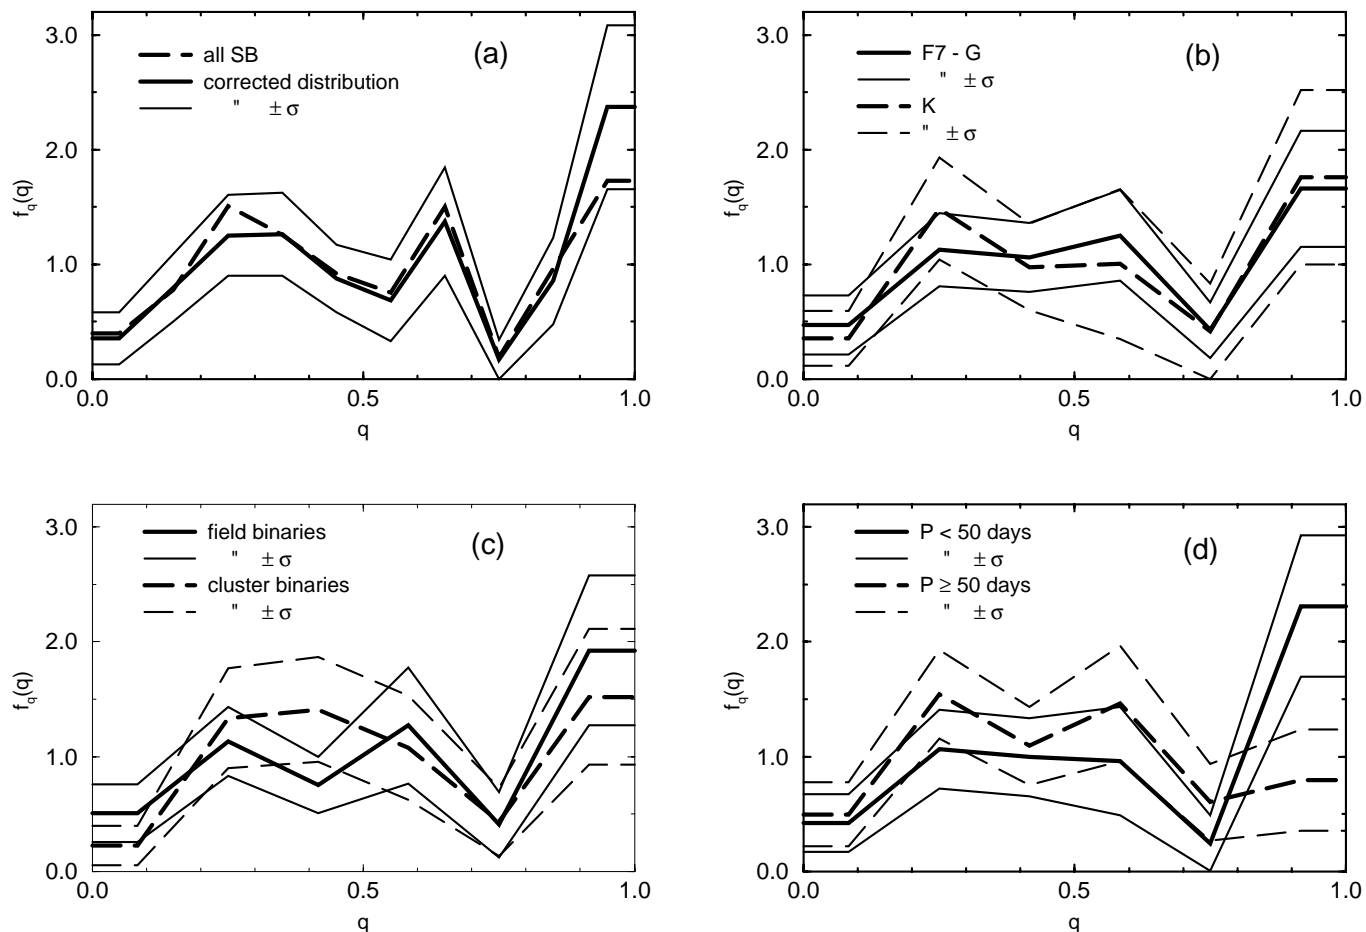 3.0
2.0
1.0
0.0
f_q(q)
all SB
corrected distribution
" ± σ
(a)
0.0
0.5
1.0
q
3.0
2.0
1.0
0.0
f_q(q)
F7 - G
" ± σ
K
" ± σ
(b)
0.0
0.5
1.0
q
3.0
2.0
1.0
0.0
f_q(q)
field binaries
" ± σ
cluster binaries
" ± σ
(c)
0.0
0.5
1.0
q
3.0
2.0
1.0
0.0
f_q(q)
P < 50 days
" ± σ
P ≥ 50 days
" ± σ
(d)
0.0
0.5
1.0
q